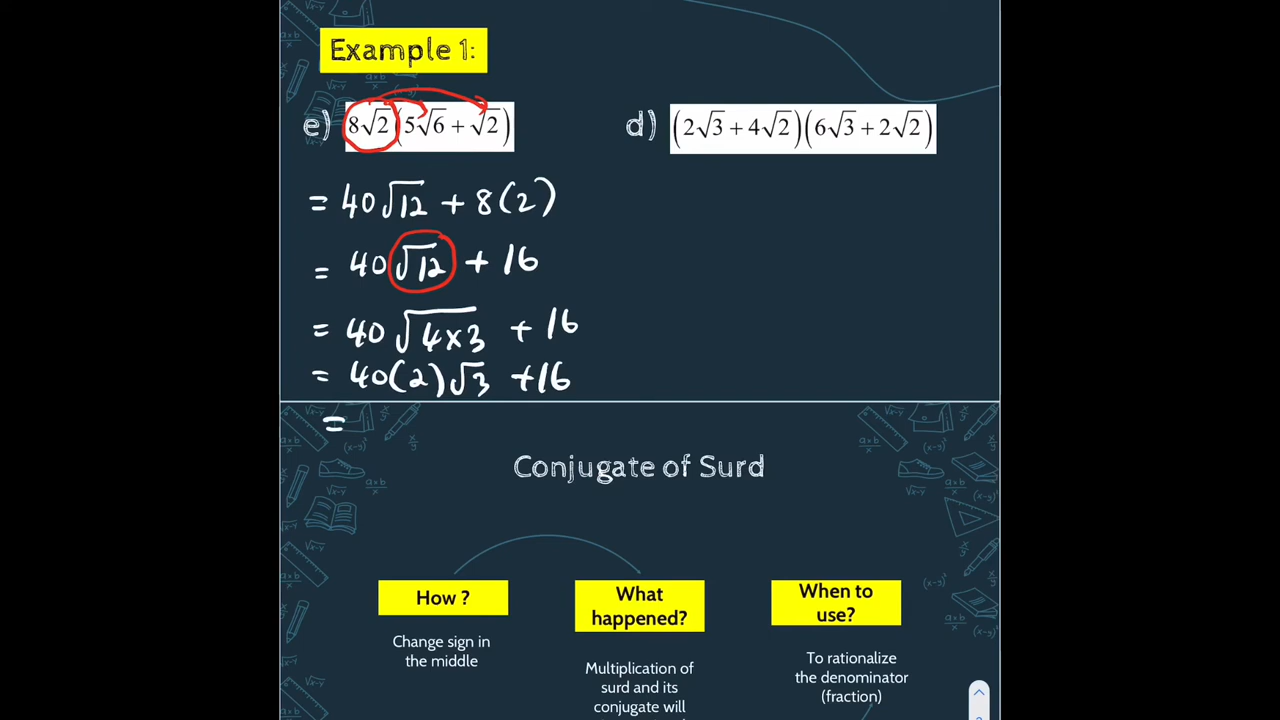 Example 1:
e) 8√2(5√6 + √2)
= 40√12 + 8(2)
= 40√12 + 16
= 40√(4×3) + 16
= 40(2)√3 +16
=
d) (2√3 + 4√2)(6√3 + 2√2)
Conjugate of Surd
How ?
Change sign in
the middle
What
happened?
Multiplication of
surd and its
conjugate will
When to
use?
To rationalize
the denominator
(fraction)